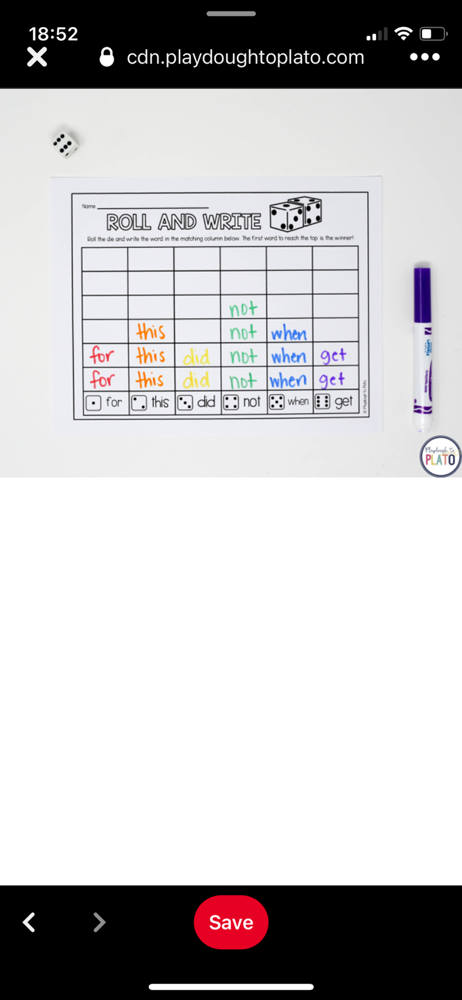 18:52
cdn.playdoughtoplato.com
Name
ROLL AND WRITE
Roll the die and write the word in the matching column below. The first word to reach the top is the winner!
not
this not when
for this did not when get
for this did not when get
for this did not when get
© Playdough to Plato
Crayola.com
Playdough to
PLATO
Save